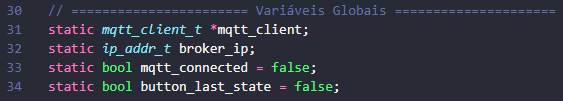 30 // ======================= Variáveis Globais =====================
31 static mqtt_client_t *mqtt_client;
32 static ip_addr_t broker_ip;
33 static bool mqtt_connected = false;
34 static bool button_last_state = false;